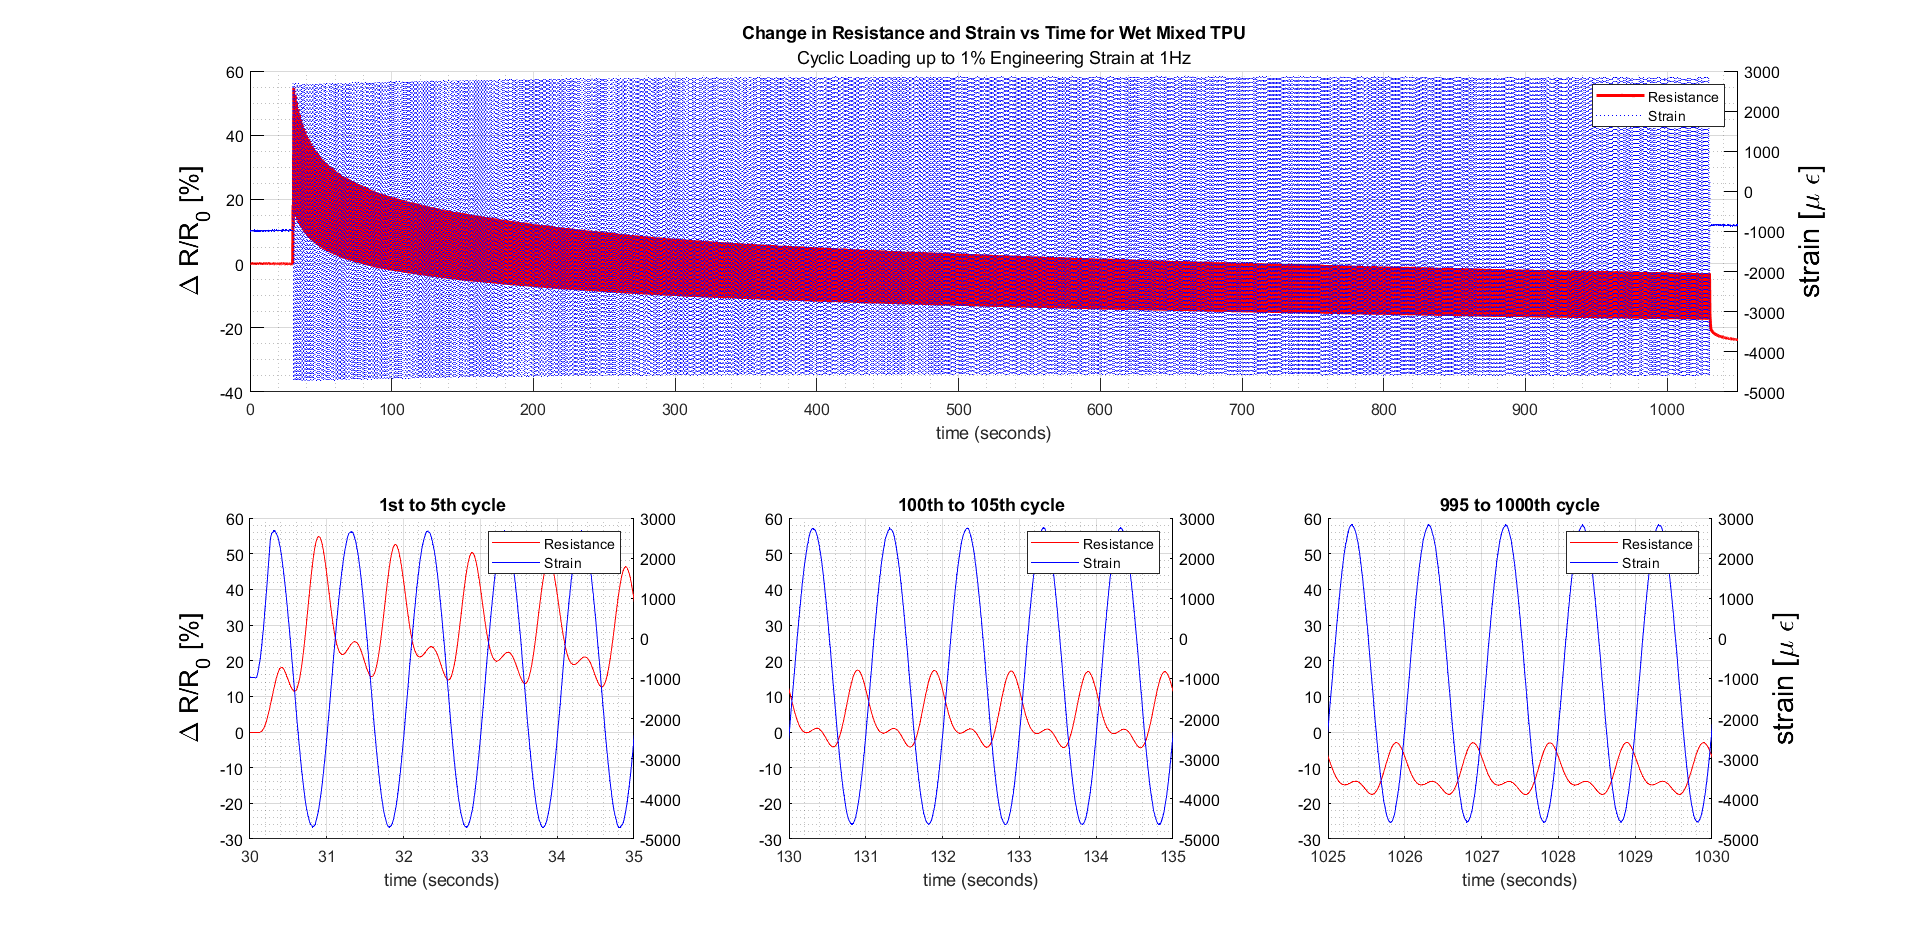 Change in Resistance and Strain vs Time for Wet Mixed TPU
Cyclic Loading up to 1% Engineering Strain at 1Hz
Δ R/R0 [%]
60
40
20
0
-20
-40
0 100 200 300 400 500 600 700 800 900 1000
time (seconds)
3000
2000
1000
0
-1000
-2000
-3000
-4000
-5000
strain [μ ϵ]
Resistance
Strain
1st to 5th cycle
Δ R/R0 [%]
60
50
40
30
20
10
0
-10
-20
-30
30 31 32 33 34 35
time (seconds)
3000
2000
1000
0
-1000
-2000
-3000
-4000
-5000
Resistance
Strain
100th to 105th cycle
60
50
40
30
20
10
0
-10
-20
-30
130 131 132 133 134 135
time (seconds)
3000
2000
1000
0
-1000
-2000
-3000
-4000
-5000
Resistance
Strain
995 to 1000th cycle
60
50
40
30
20
10
0
-10
-20
-30
1025 1026 1027 1028 1029 1030
time (seconds)
3000
2000
1000
0
-1000
-2000
-3000
-4000
-5000
strain [μ ϵ]
Resistance
Strain